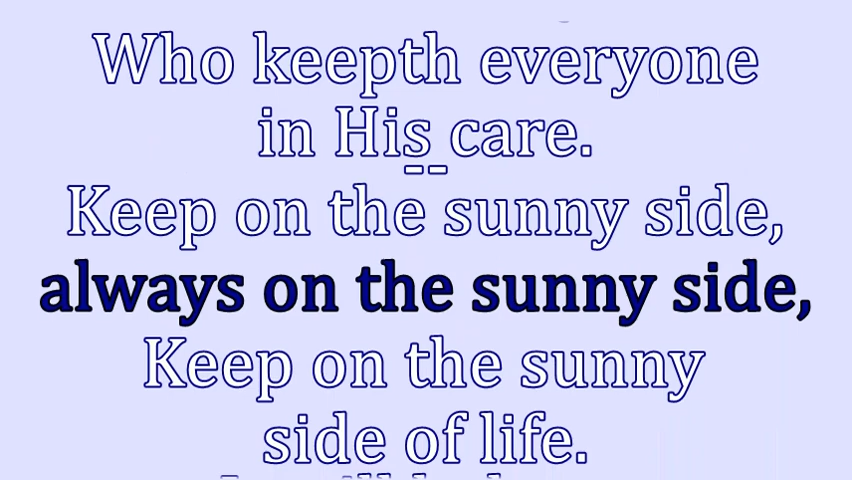 Who keepth everyone
in His care.
--
Keep on the sunny side,
always on the sunny side,
Keep on the sunny
side of life.